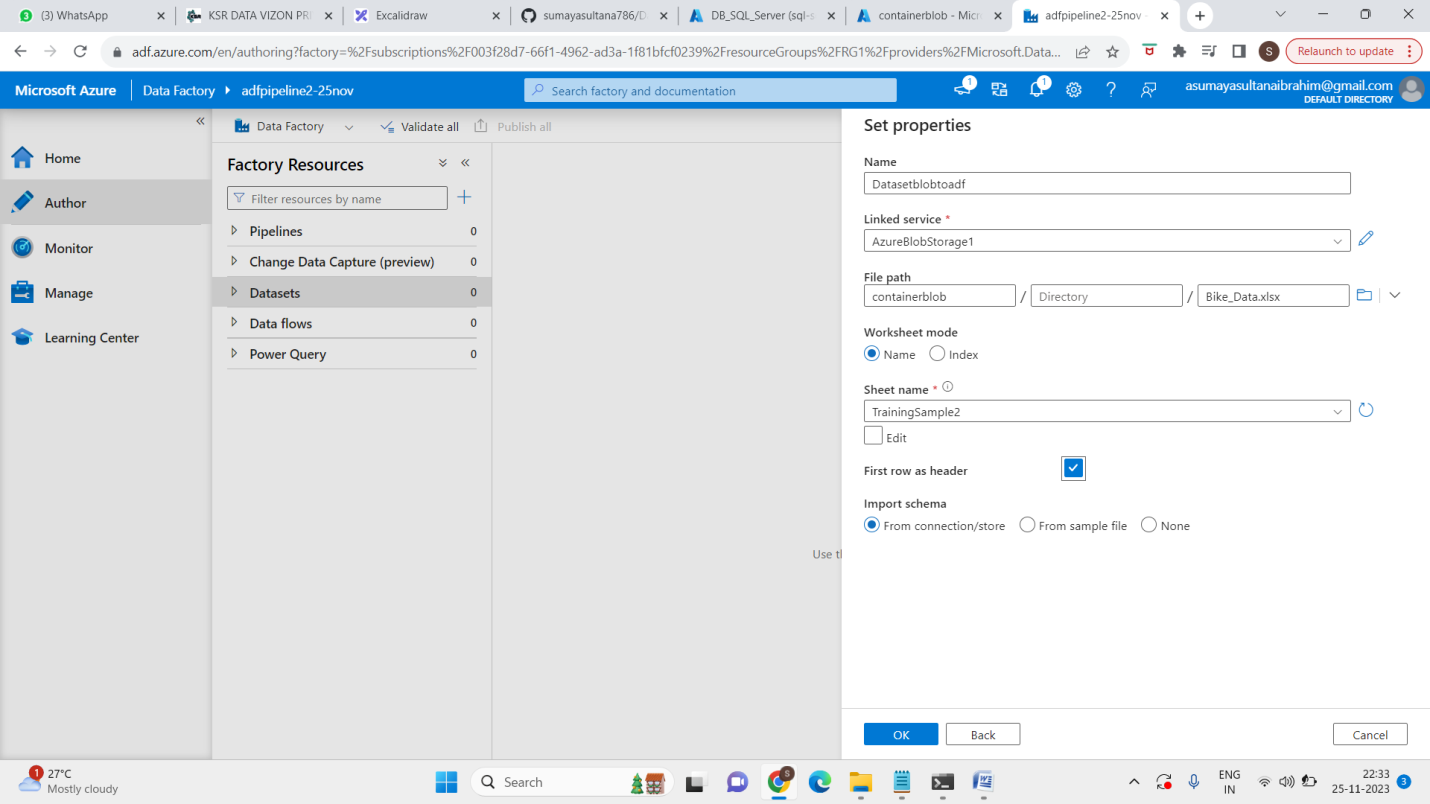 3
(3) WhatsApp
KSR DATA VIZON PR
Excalidraw
sumayasultana786/D
DB_SQL_Server (sql-s
containerblob - Micr
adfpipeline2-25nov -
adf.azure.com/en/authoring?factory=%2Fsubscriptions%2F003f28d7-66f1-4962-ad3a-1f81bfcf0239%2FresourceGroups%2FRG1%2Fproviders%2FMicrosoft.Data...
S
Relaunch to update
Microsoft Azure
Data Factory
adfpipeline2-25nov
Search factory and documentation
1
1
asumayasultanaibrahim@gmail.com
DEFAULT DIRECTORY
Home
Author
Monitor
Manage
Learning Center
Data Factory
Validate all
Publish all
Factory Resources
Filter resources by name
Pipelines 0
Change Data Capture (preview) 0
Datasets 0
Data flows 0
Power Query 0
Use th
Set properties
Name
Datasetblobtoadf
Linked service *
AzureBlobStorage1
File path
containerblob / Directory / Bike_Data.xlsx
Worksheet mode
Name Index
Sheet name *
TrainingSample2
Edit
First row as header
Import schema
From connection/store From sample file None
OK Back Cancel
1
27°C
Mostly cloudy
Search
S
ENG
IN
22:33
25-11-2023
3